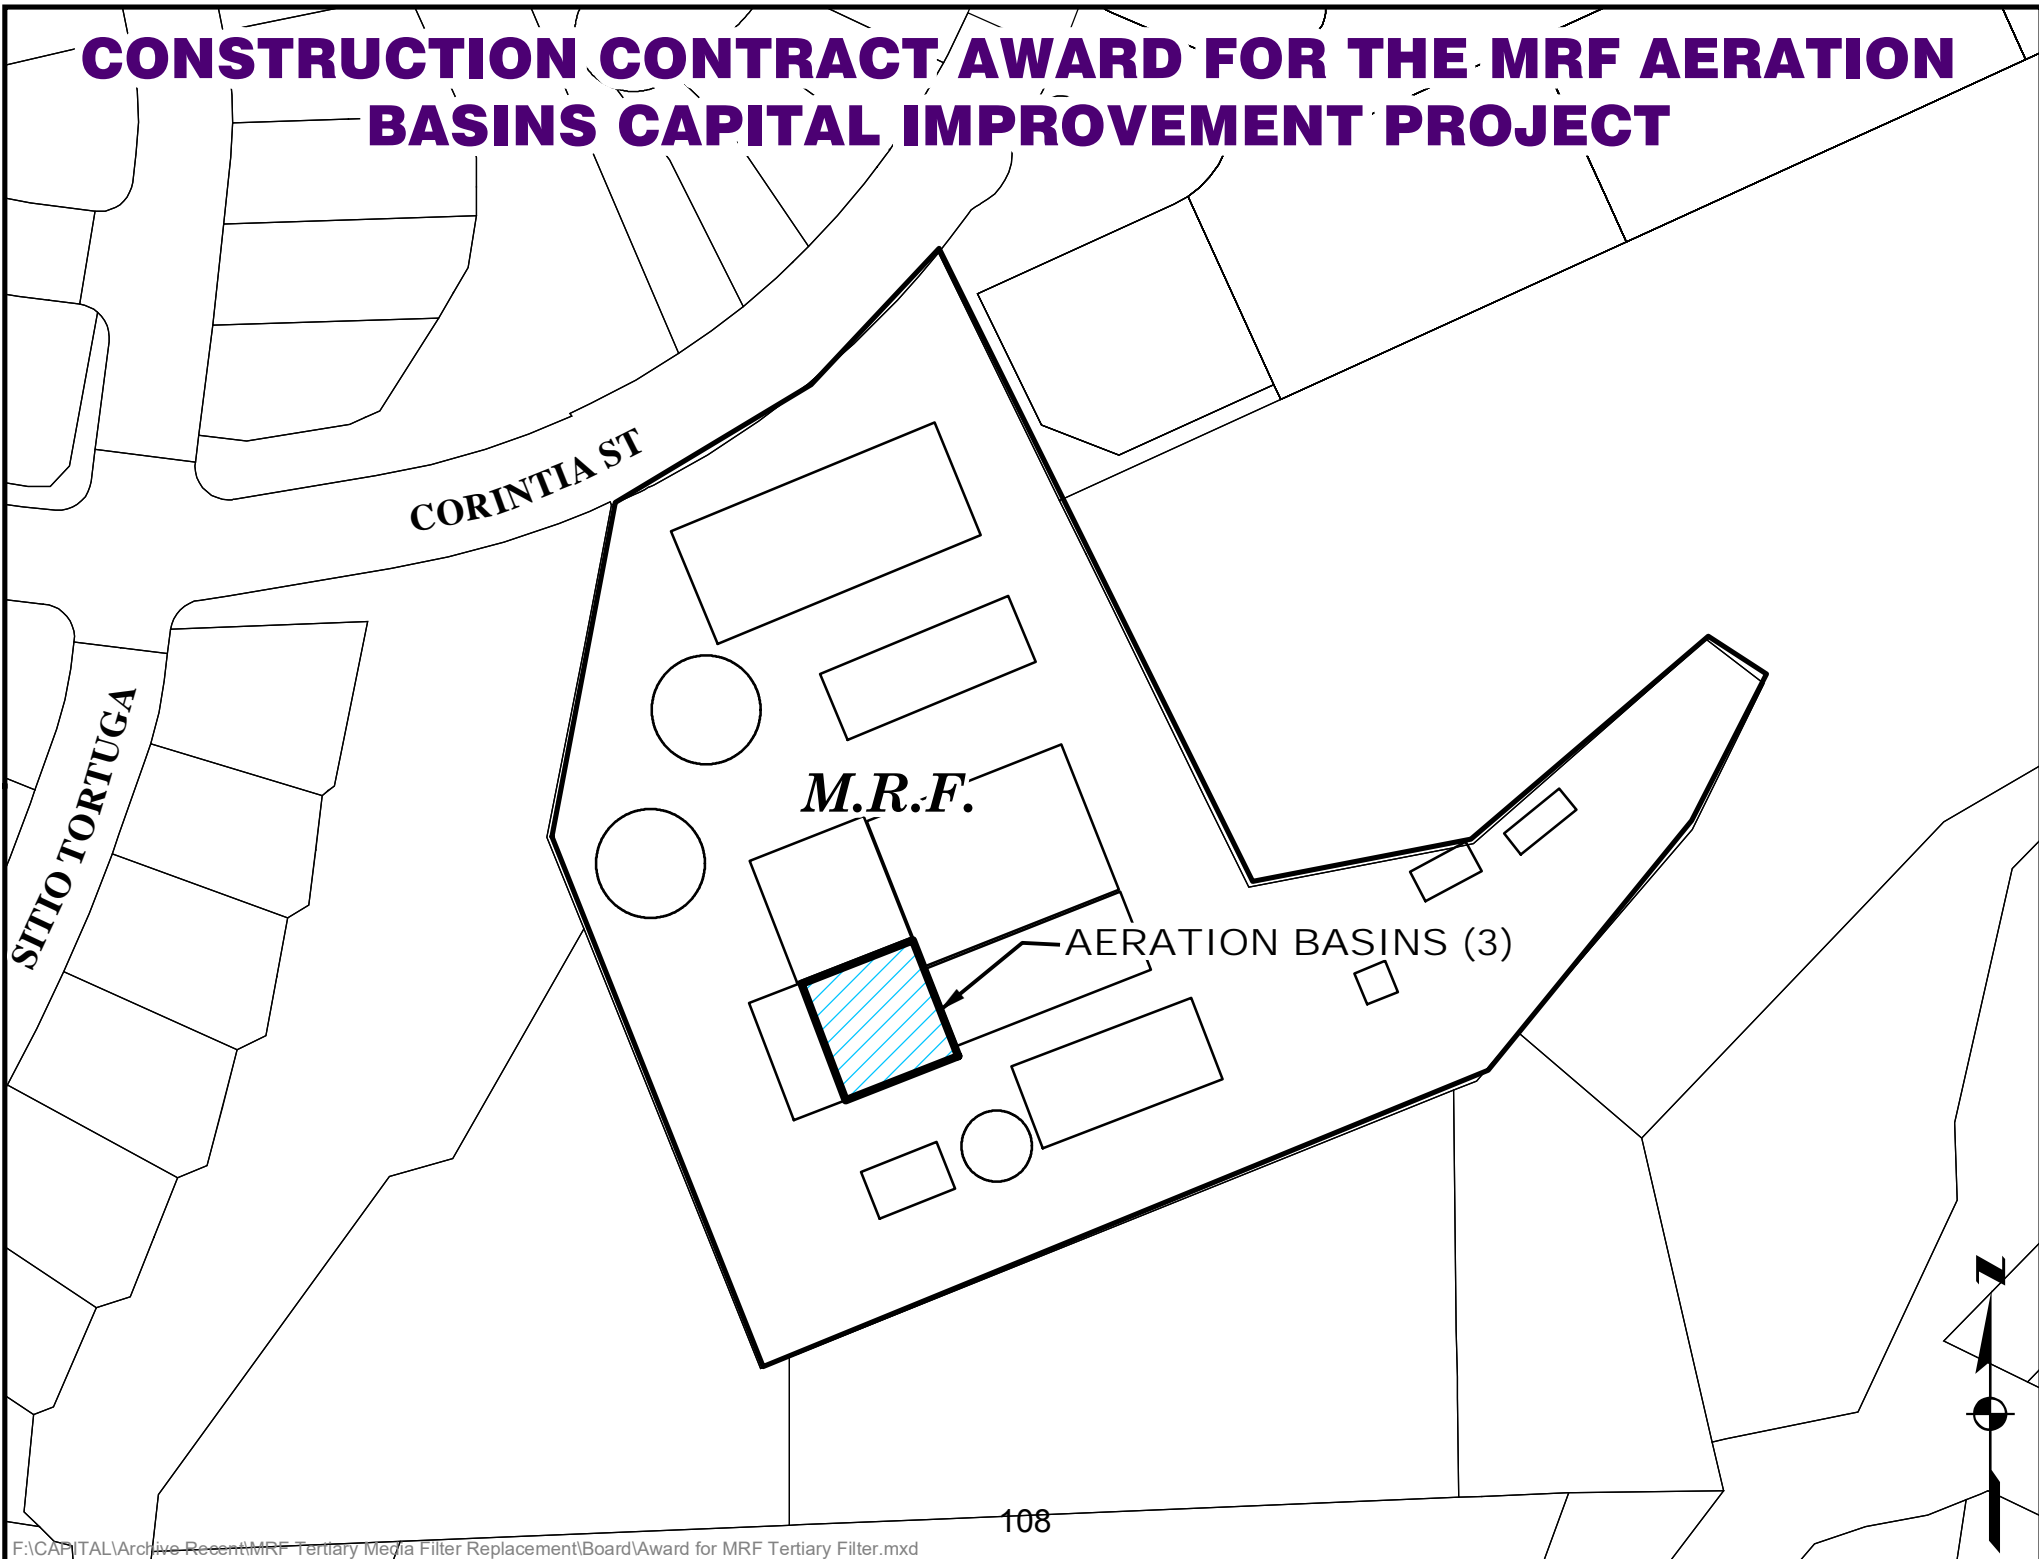 CONSTRUCTION CONTRACT AWARD FOR THE MRF AERATION
BASINS CAPITAL IMPROVEMENT PROJECT
CORINTIA ST
SITIO TORTUGA
M.R.F.
AERATION BASINS (3)
N
108
F:\CAPITAL\Archive Recent\MRF Tertiary Media Filter Replacement\Board\Award for MRF Tertiary Filter.mxd